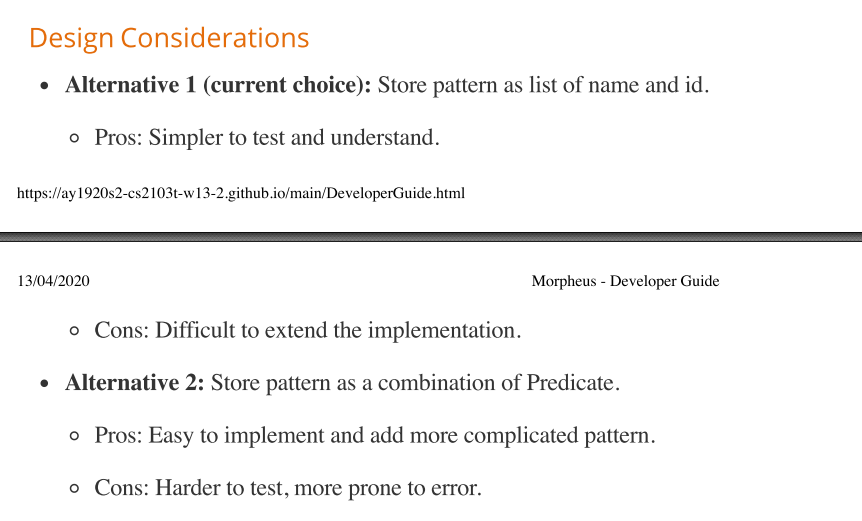 Design Considerations
• Alternative 1 (current choice): Store pattern as list of name and id.
◦ Pros: Simpler to test and understand.
https://ay1920s2-cs2103t-w13-2.github.io/main/DeveloperGuide.html
13/04/2020 Morpheus - Developer Guide
◦ Cons: Difficult to extend the implementation.
• Alternative 2: Store pattern as a combination of Predicate.
◦ Pros: Easy to implement and add more complicated pattern.
◦ Cons: Harder to test, more prone to error.